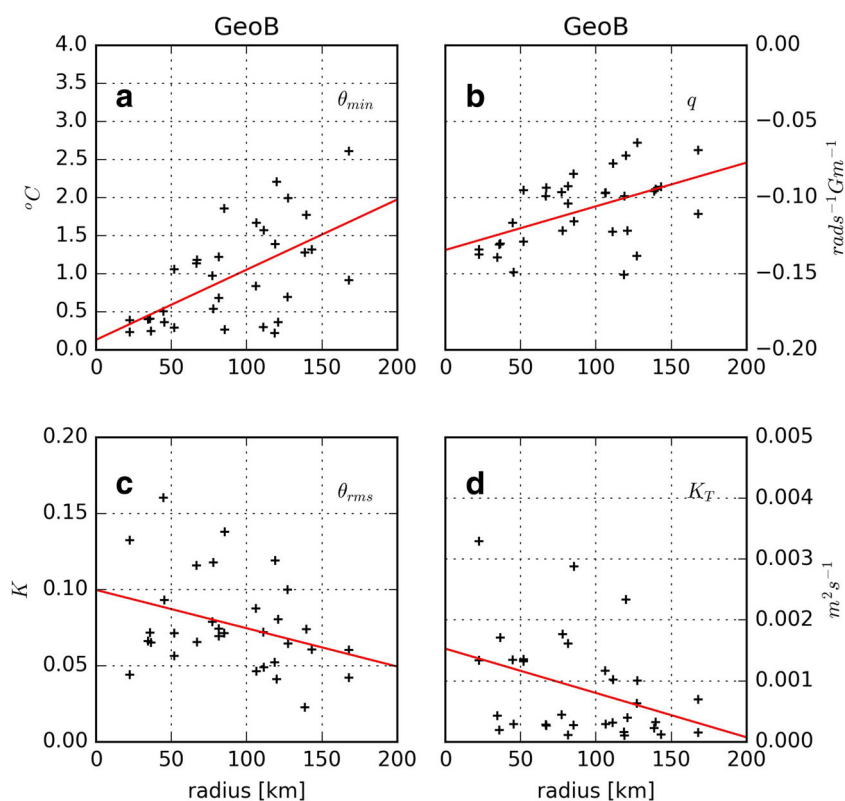 GeoB GeoB
4.0 0.00
3.5
a θmin b q
3.0 −0.05
2.5
°C 2.0 −0.10 rads⁻¹Gm⁻¹
1.5
1.0 −0.15
0.5
0.0 −0.20
0 50 100 150 200 0 50 100 150 200
0.20 0.005
c θrms d K_T
0.004
0.15
0.003
K 0.10 m²s⁻¹
0.002
0.05
0.001
0.00 0.000
0 50 100 150 200 0 50 100 150 200
radius [km] radius [km]